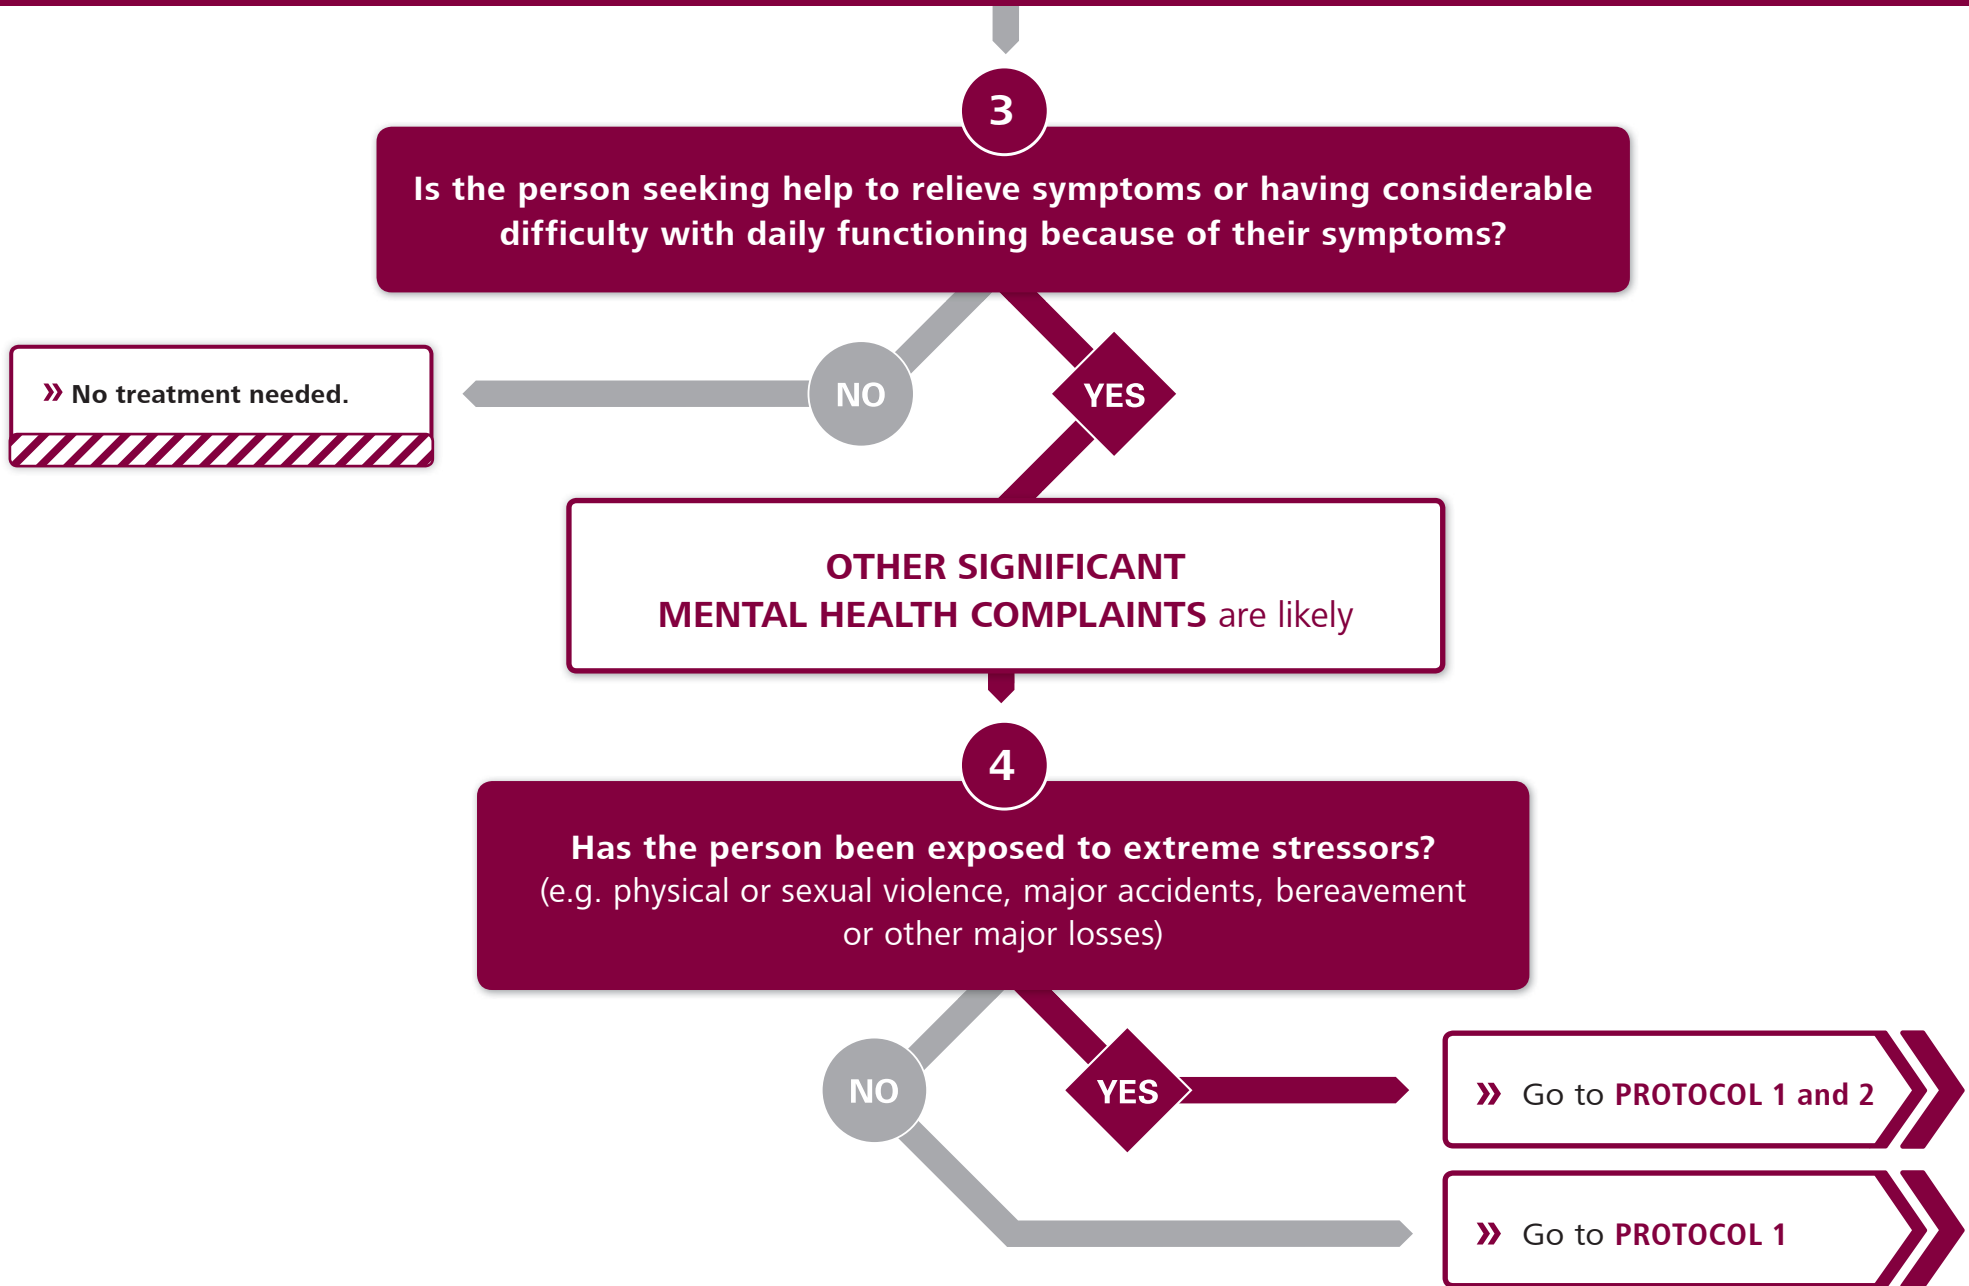 3
Is the person seeking help to relieve symptoms or having considerable
difficulty with daily functioning because of their symptoms?
NO
YES
» No treatment needed.
OTHER SIGNIFICANT
MENTAL HEALTH COMPLAINTS are likely
4
Has the person been exposed to extreme stressors?
(e.g. physical or sexual violence, major accidents, bereavement
or other major losses)
NO
YES
» Go to PROTOCOL 1 and 2
» Go to PROTOCOL 1